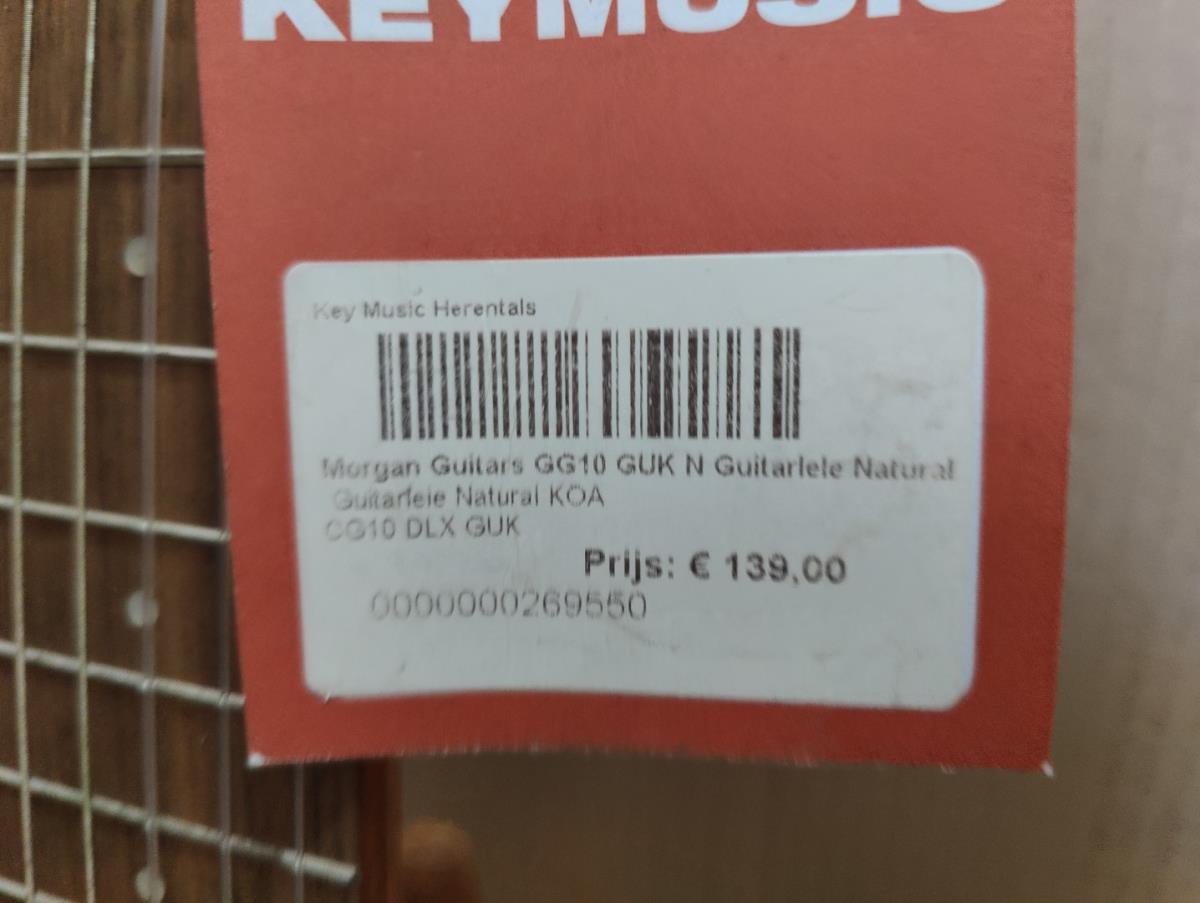 KEYMUSIC
Key Music Herentals
Morgan Guitars GG10 GUK N Guitarlele Natural
Guitarlele Natural KOA
CG10 DLX GUK
Prijs: € 139,00
0000000269550